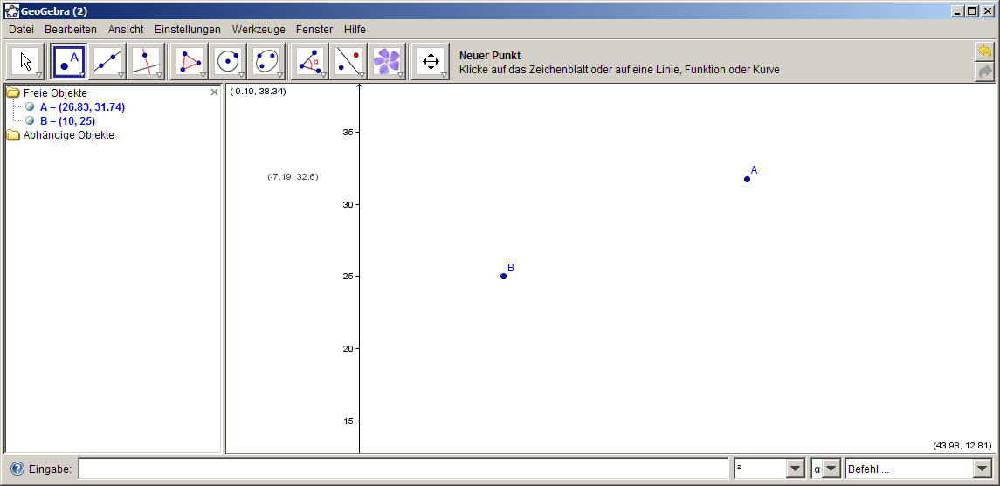 GeoGebra (2)
Datei Bearbeiten Ansicht Einstellungen Werkzeuge Fenster Hilfe
A α Neuer Punkt
Klicke auf das Zeichenblatt oder auf eine Linie, Funktion oder Kurve
Freie Objekte
A = (26.83, 31.74)
B = (10, 25)
Abhängige Objekte
(-9.19, 38.34)
35
(-7.19, 32.6)
A
30
B
25
20
15
(43.98, 12.81)
Eingabe: ² α Befehl ...